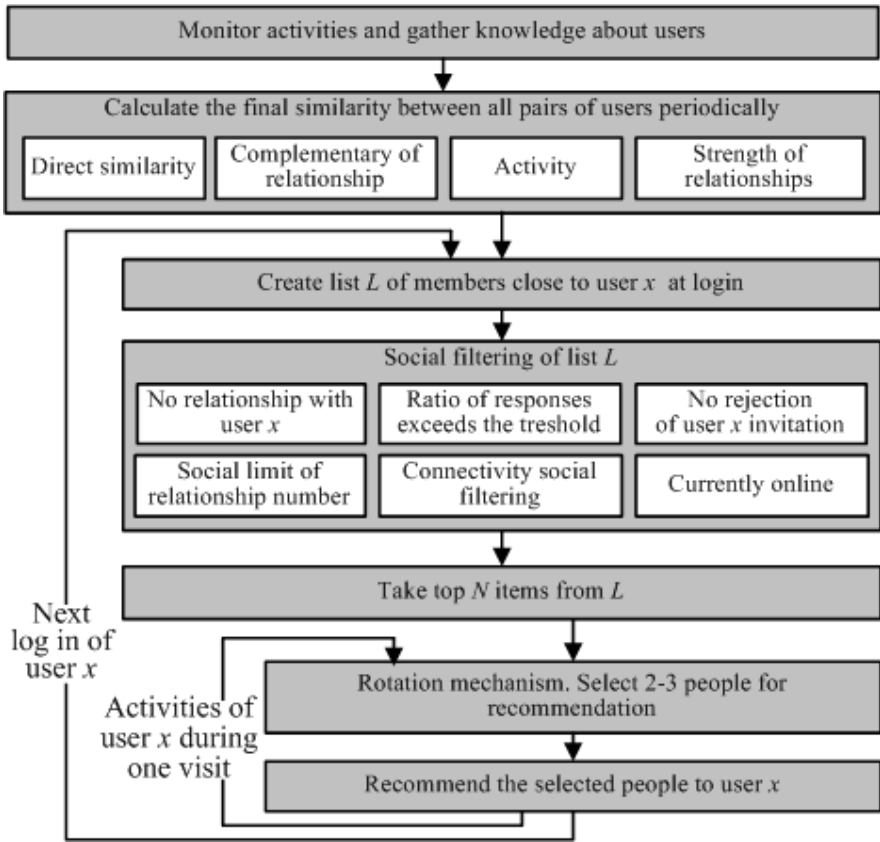 Monitor activities and gather knowledge about users
Calculate the final similarity between all pairs of users periodically
Direct similarity
Complementary of
relationship
Activity
Strength of
relationships
Create list L of members close to user x at login
Social filtering of list L
No relationship with
user x
Ratio of responses
exceeds the treshold
No rejection
of user x invitation
Social limit of
relationship number
Connectivity social
filtering
Currently online
Take top N items from L
Next
log in of
user x
Rotation mechanism. Select 2-3 people for
recommendation
Activities of
user x during
one visit
Recommend the selected people to user x